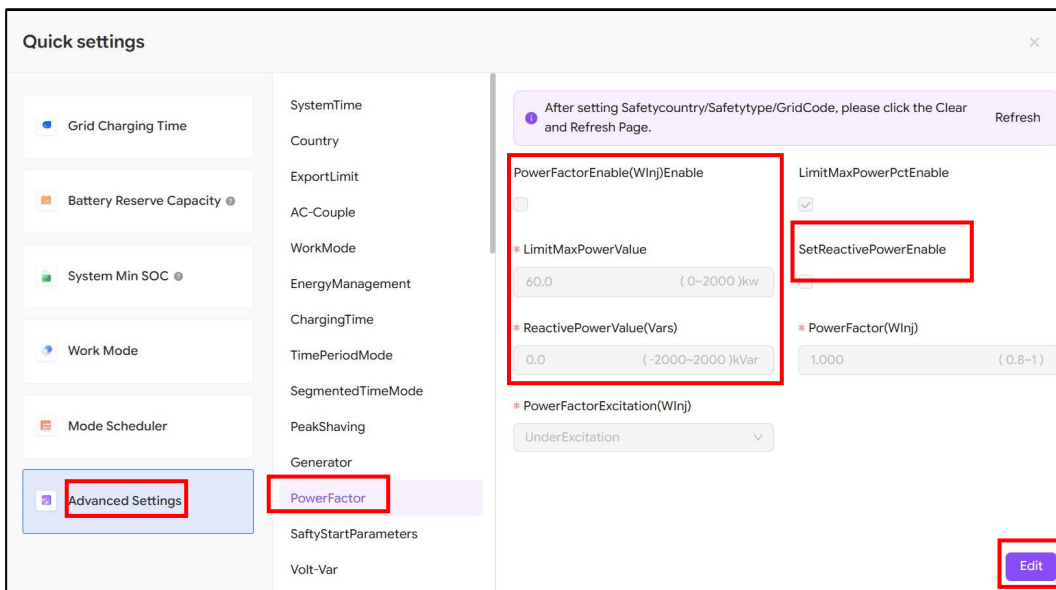 Quick settings
Grid Charging Time
Battery Reserve Capacity
System Min SOC
Work Mode
Mode Scheduler
Advanced Settings
SystemTime
Country
ExportLimit
AC-Couple
WorkMode
EnergyManagement
ChargingTime
TimePeriodMode
SegmentedTimeMode
PeakShaving
Generator
PowerFactor
SaftyStartParameters
Volt-Var
After setting Safetycountry/Safetytype/GridCode, please click the Clear
and Refresh Page.
Refresh
PowerFactorEnable(WInj)Enable
LimitMaxPowerPctEnable
* LimitMaxPowerValue
SetReactivePowerEnable
60.0 ( 0~2000 )kw
* ReactivePowerValue(Vars)
* PowerFactor(WInj)
0.0 ( -2000~2000 )kVar
1.000 ( 0.8~1 )
* PowerFactorExcitation(WInj)
UnderExcitation
Edit